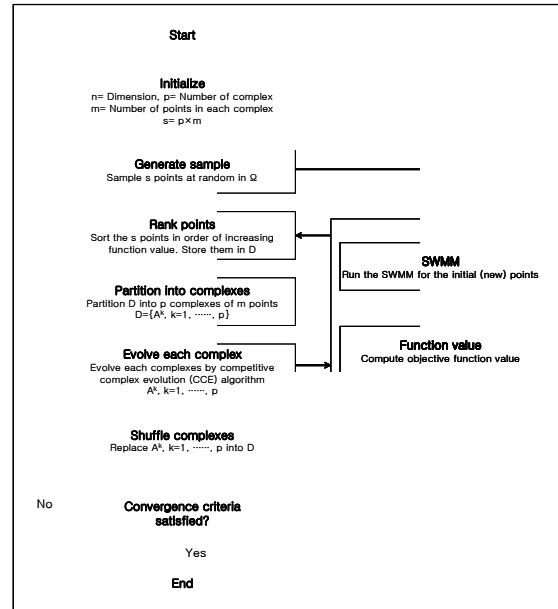 Start
Initialize
n= Dimension, p= Number of complex
m= Number of points in each complex
s= p×m
Generate sample
Sample s points at random in Ω
Rank points
Sort the s points in order of increasing
function value. Store them in D
Partition into complexes
Partition D into p complexes of m points
D={Aᵏ, k=1, ······, p}
Evolve each complex
Evolve each complexes by competitive
complex evolution (CCE) algorithm
Aᵏ, k=1, ······, p
Shuffle complexes
Replace Aᵏ, k=1, ······, p into D
Convergence criteria
satisfied?
No
Yes
End
SWMM
Run the SWMM for the initial (new) points
Function value
Compute objective function value